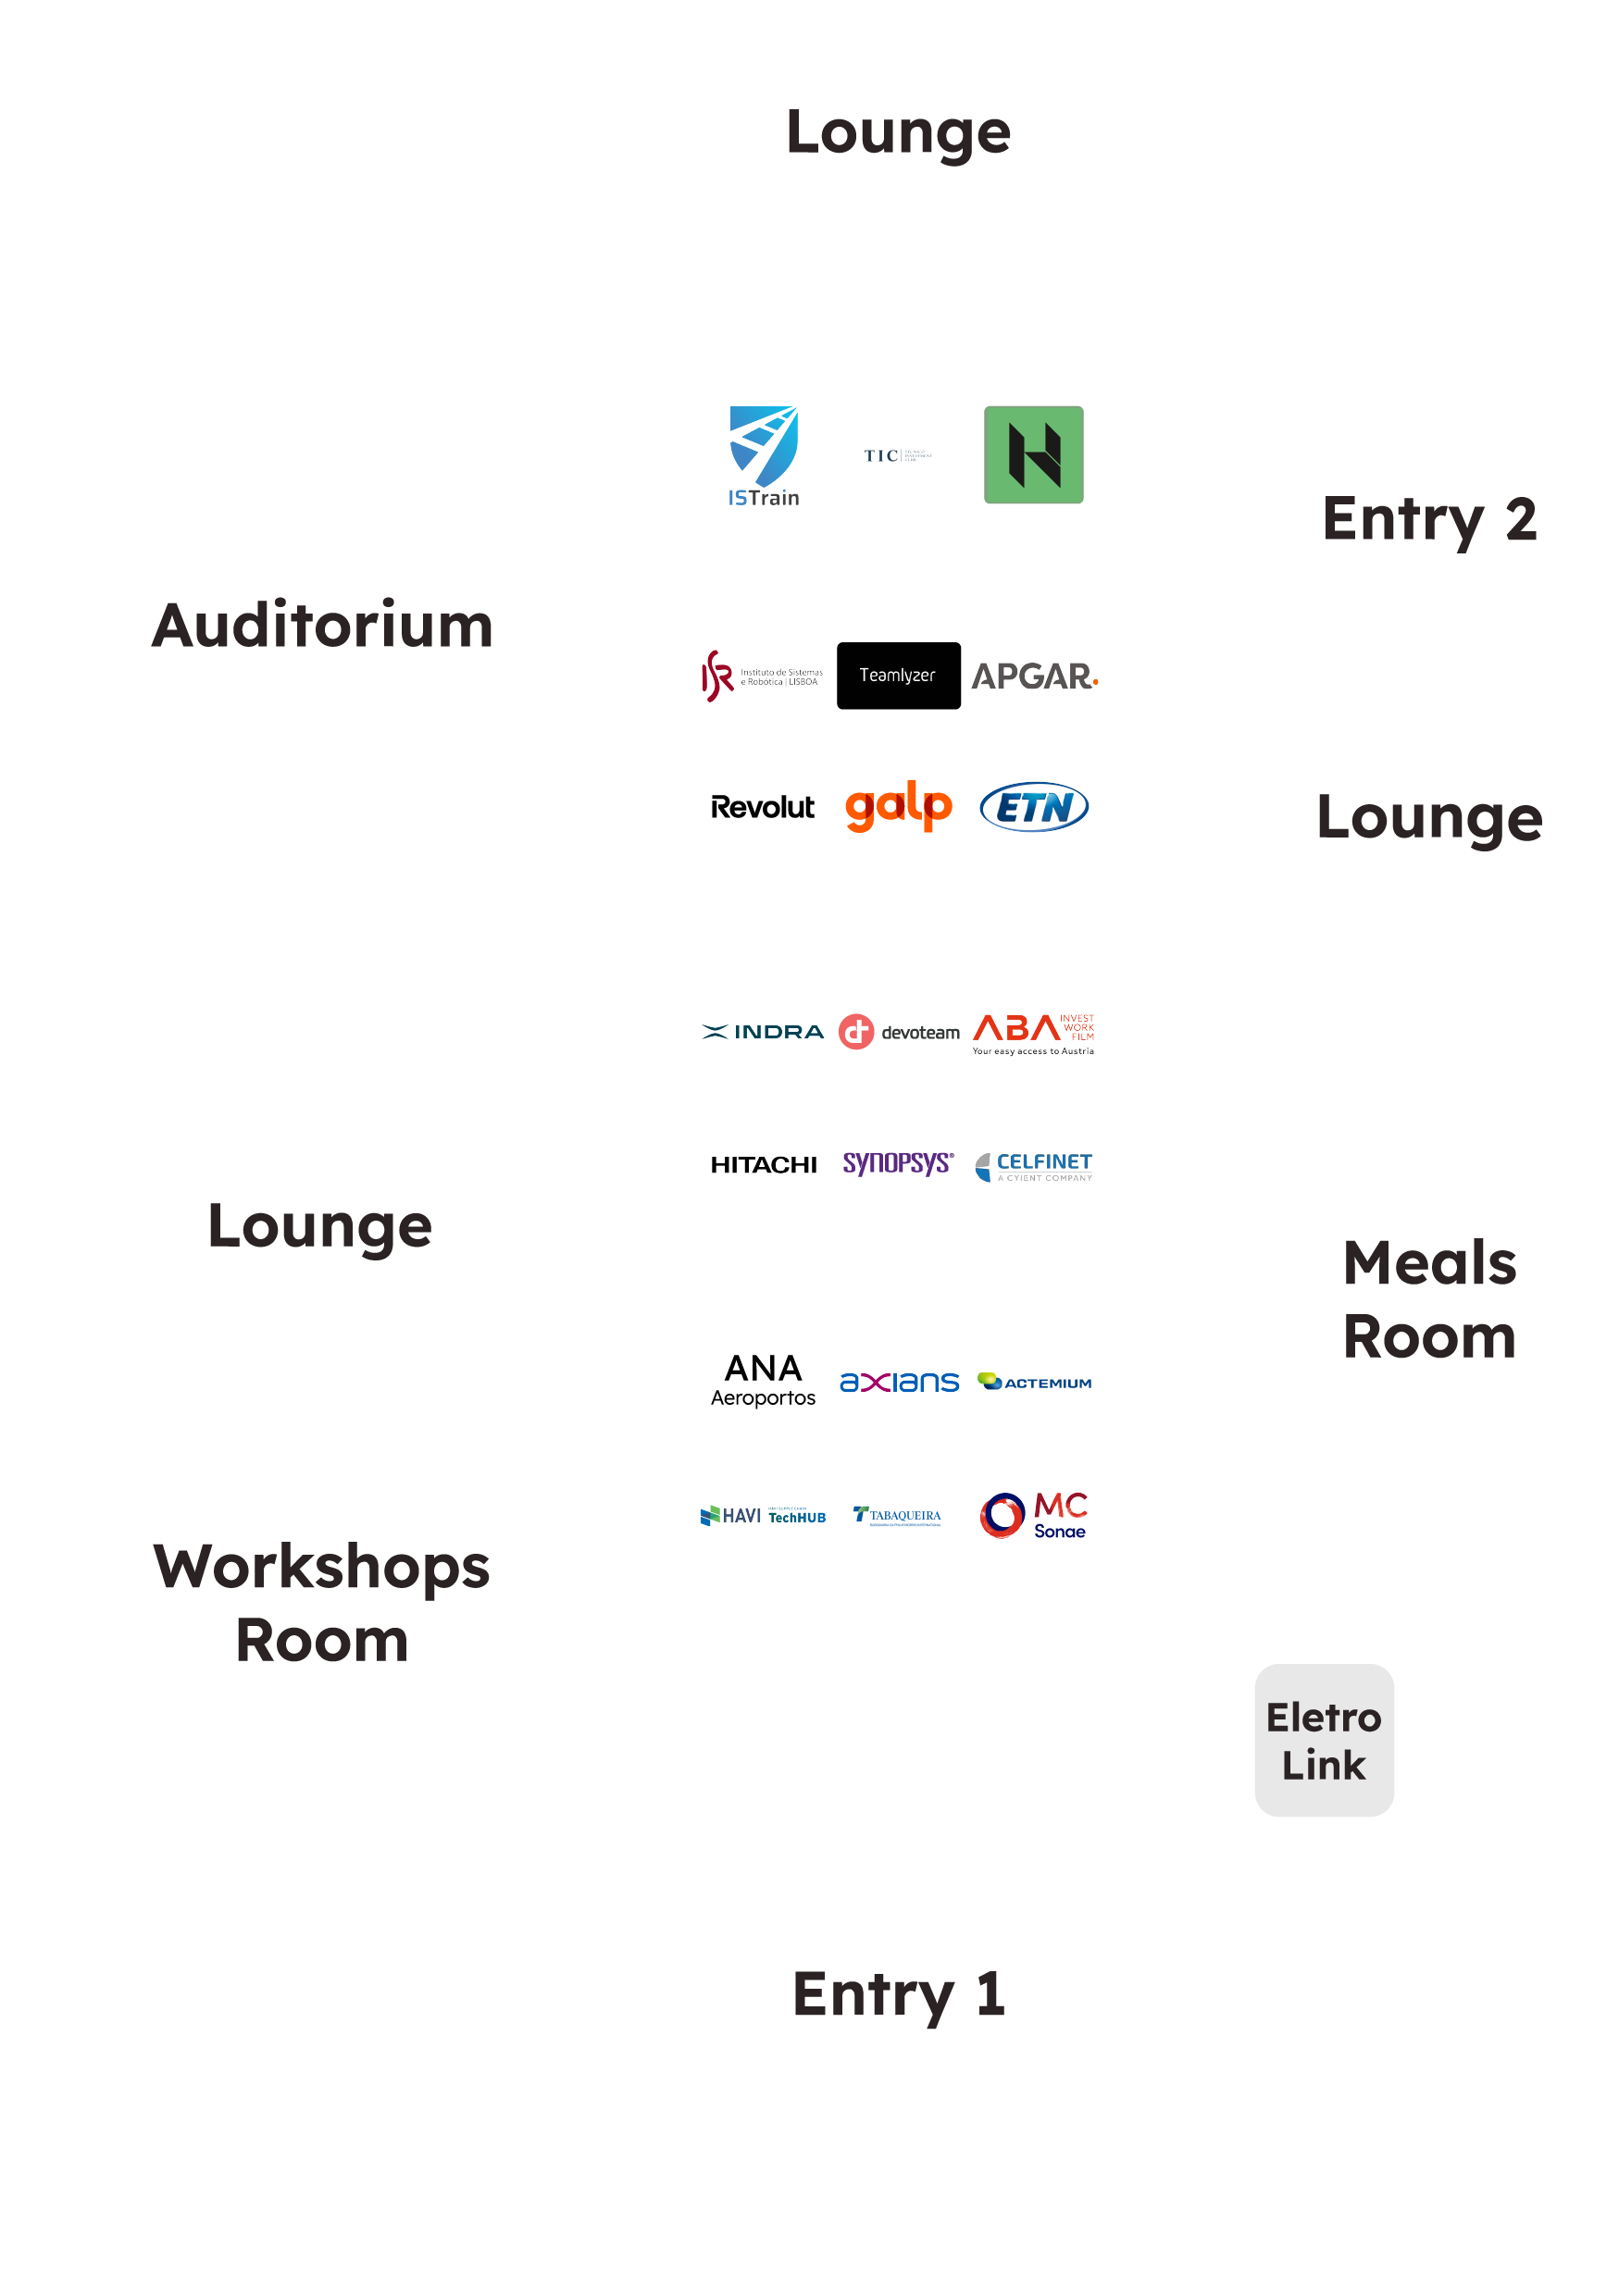 Lounge
ISTrain
TIC
Entry 2
Auditorium
Instituto de Sistemas
e Robótica | LISBOA
Teamlyzer
APGAR.
Revolut
galp
ETN
Lounge
INDRA
devoteam
ABA
INVEST
WORK
FILM
Your easy access to Austria
HITACHI
SYNOPSYS®
CELFINET
A CYIENT COMPANY
Lounge
Meals
Room
ANA
Aeroportos
axians
ACTEMIUM
HAVI
TechHUB
TABAQUEIRA
MC
Sonae
Workshops
Room
Eletro
Link
Entry 1